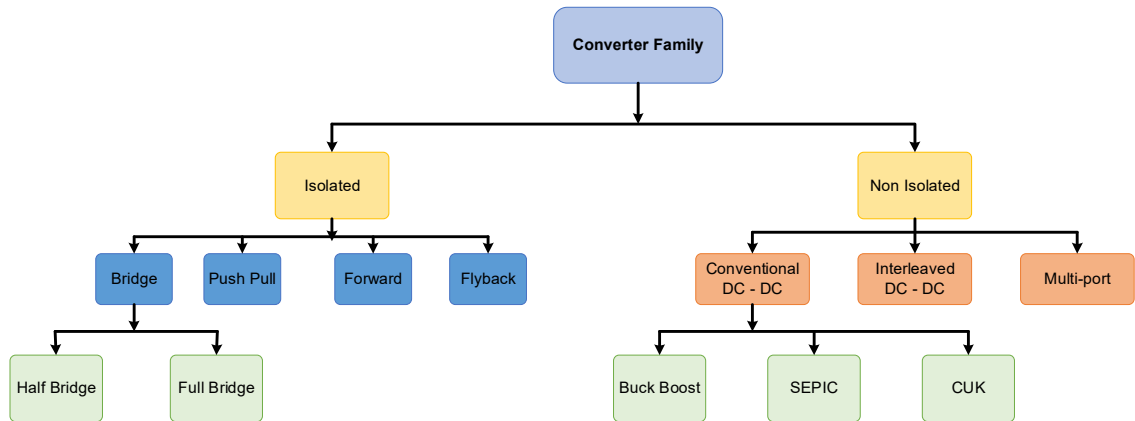 Converter Family
Isolated
Non Isolated
Bridge
Push Pull
Forward
Flyback
Conventional
DC - DC
Interleaved
DC - DC
Multi-port
Half Bridge
Full Bridge
Buck Boost
SEPIC
CUK